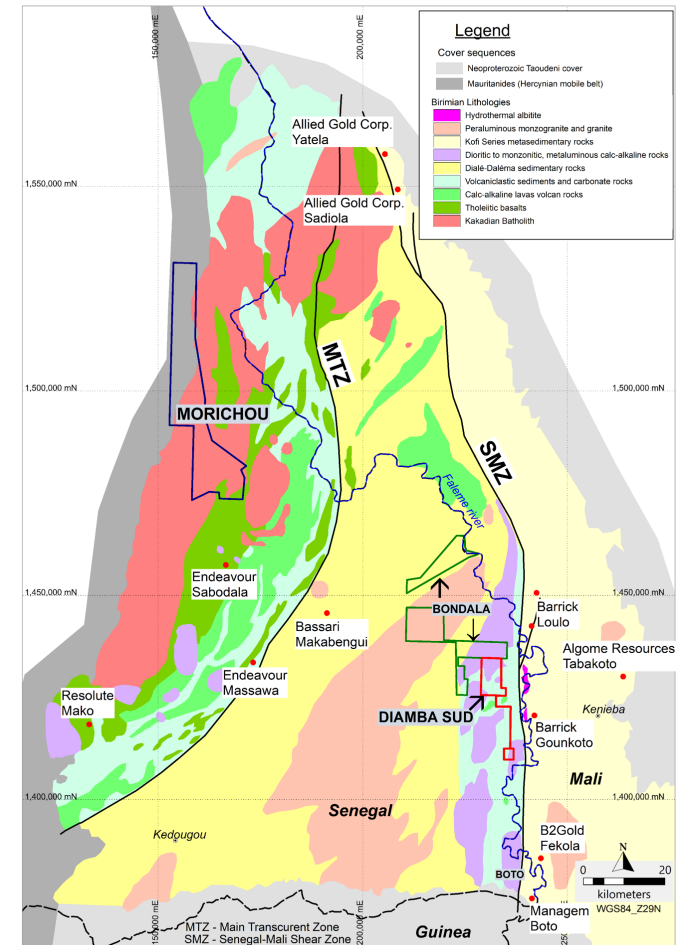 150,000 mE
200,000 mE
Legend
Cover sequences
Neoproterozoic Taoudeni cover
Mauritanides (Hercynian mobile belt)
Birimian Lithologies
Hydrothermal albitite
Peraluminous monzogranite and granite
Kofi Series metasedimentary rocks
Dioritic to monzonitic, metaluminous calc-alkaline rocks
Dialé-Daléma sedimentary rocks
Volcaniclastic sediments and carbonate rocks
Calc-alkaline lavas volcan rocks
Tholeiitic basalts
Kakadian Batholith
Allied Gold Corp.
Yatela
1,550,000 mN
Allied Gold Corp.
Sadiola
MTZ
1,500,000 mN
1,500,000 mN
MORICHOU
SMZ
Faleme river
Endeavour
Sabodala
1,450,000 mN
1,450,000 mN
BONDALA
Barrick
Loulo
Bassari
Makabengui
Algome Resources
Tabakoto
Endeavour
Massawa
Resolute
Mako
DIAMBA SUD
Kenieba
Barrick
Gounkoto
Mali
1,400,000 mN
1,400,000 mN
Senegal
Kedougou
B2Gold
Fekola
N
BOTO
0
20
kilometers
WGS84_Z29N
Managem
Boto
MTZ - Main Transcurent Zone
SMZ - Senegal-Mali Shear Zone
Guinea
200,000 mE